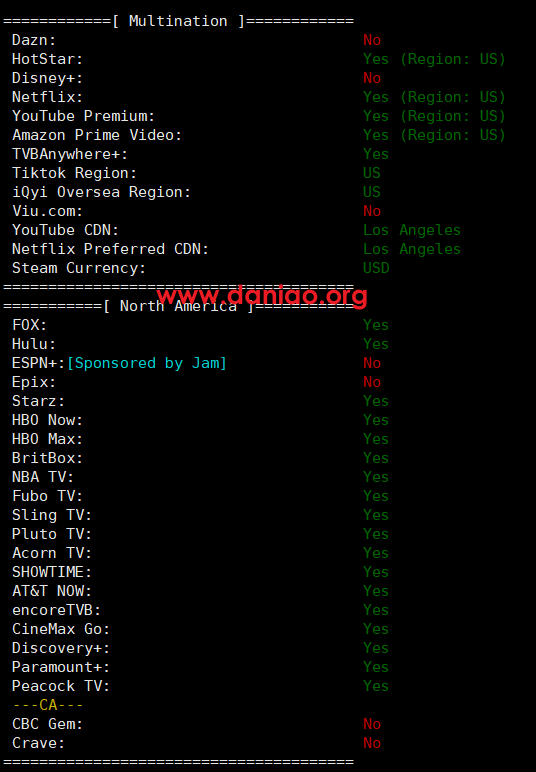 ============[ Multination ]============
Dazn: No
HotStar: Yes (Region: US)
Disney+: No
Netflix: Yes (Region: US)
YouTube Premium: Yes (Region: US)
Amazon Prime Video: Yes (Region: US)
TVBAnywhere+: Yes
Tiktok Region: US
iQyi Oversea Region: US
Viu.com: No
YouTube CDN: Los Angeles
Netflix Preferred CDN: Los Angeles
Steam Currency: USD
=======================================
www.daniao.org
===========[ North America ]===========
FOX: Yes
Hulu: Yes
ESPN+:[Sponsored by Jam] No
Epix: No
Starz: Yes
HBO Now: Yes
HBO Max: Yes
BritBox: Yes
NBA TV: Yes
Fubo TV: Yes
Sling TV: Yes
Pluto TV: Yes
Acorn TV: Yes
SHOWTIME: Yes
AT&T NOW: Yes
encoreTVB: Yes
CineMax Go: Yes
Discovery+: Yes
Paramount+: Yes
Peacock TV: Yes
---CA---
CBC Gem: No
Crave: No
=======================================